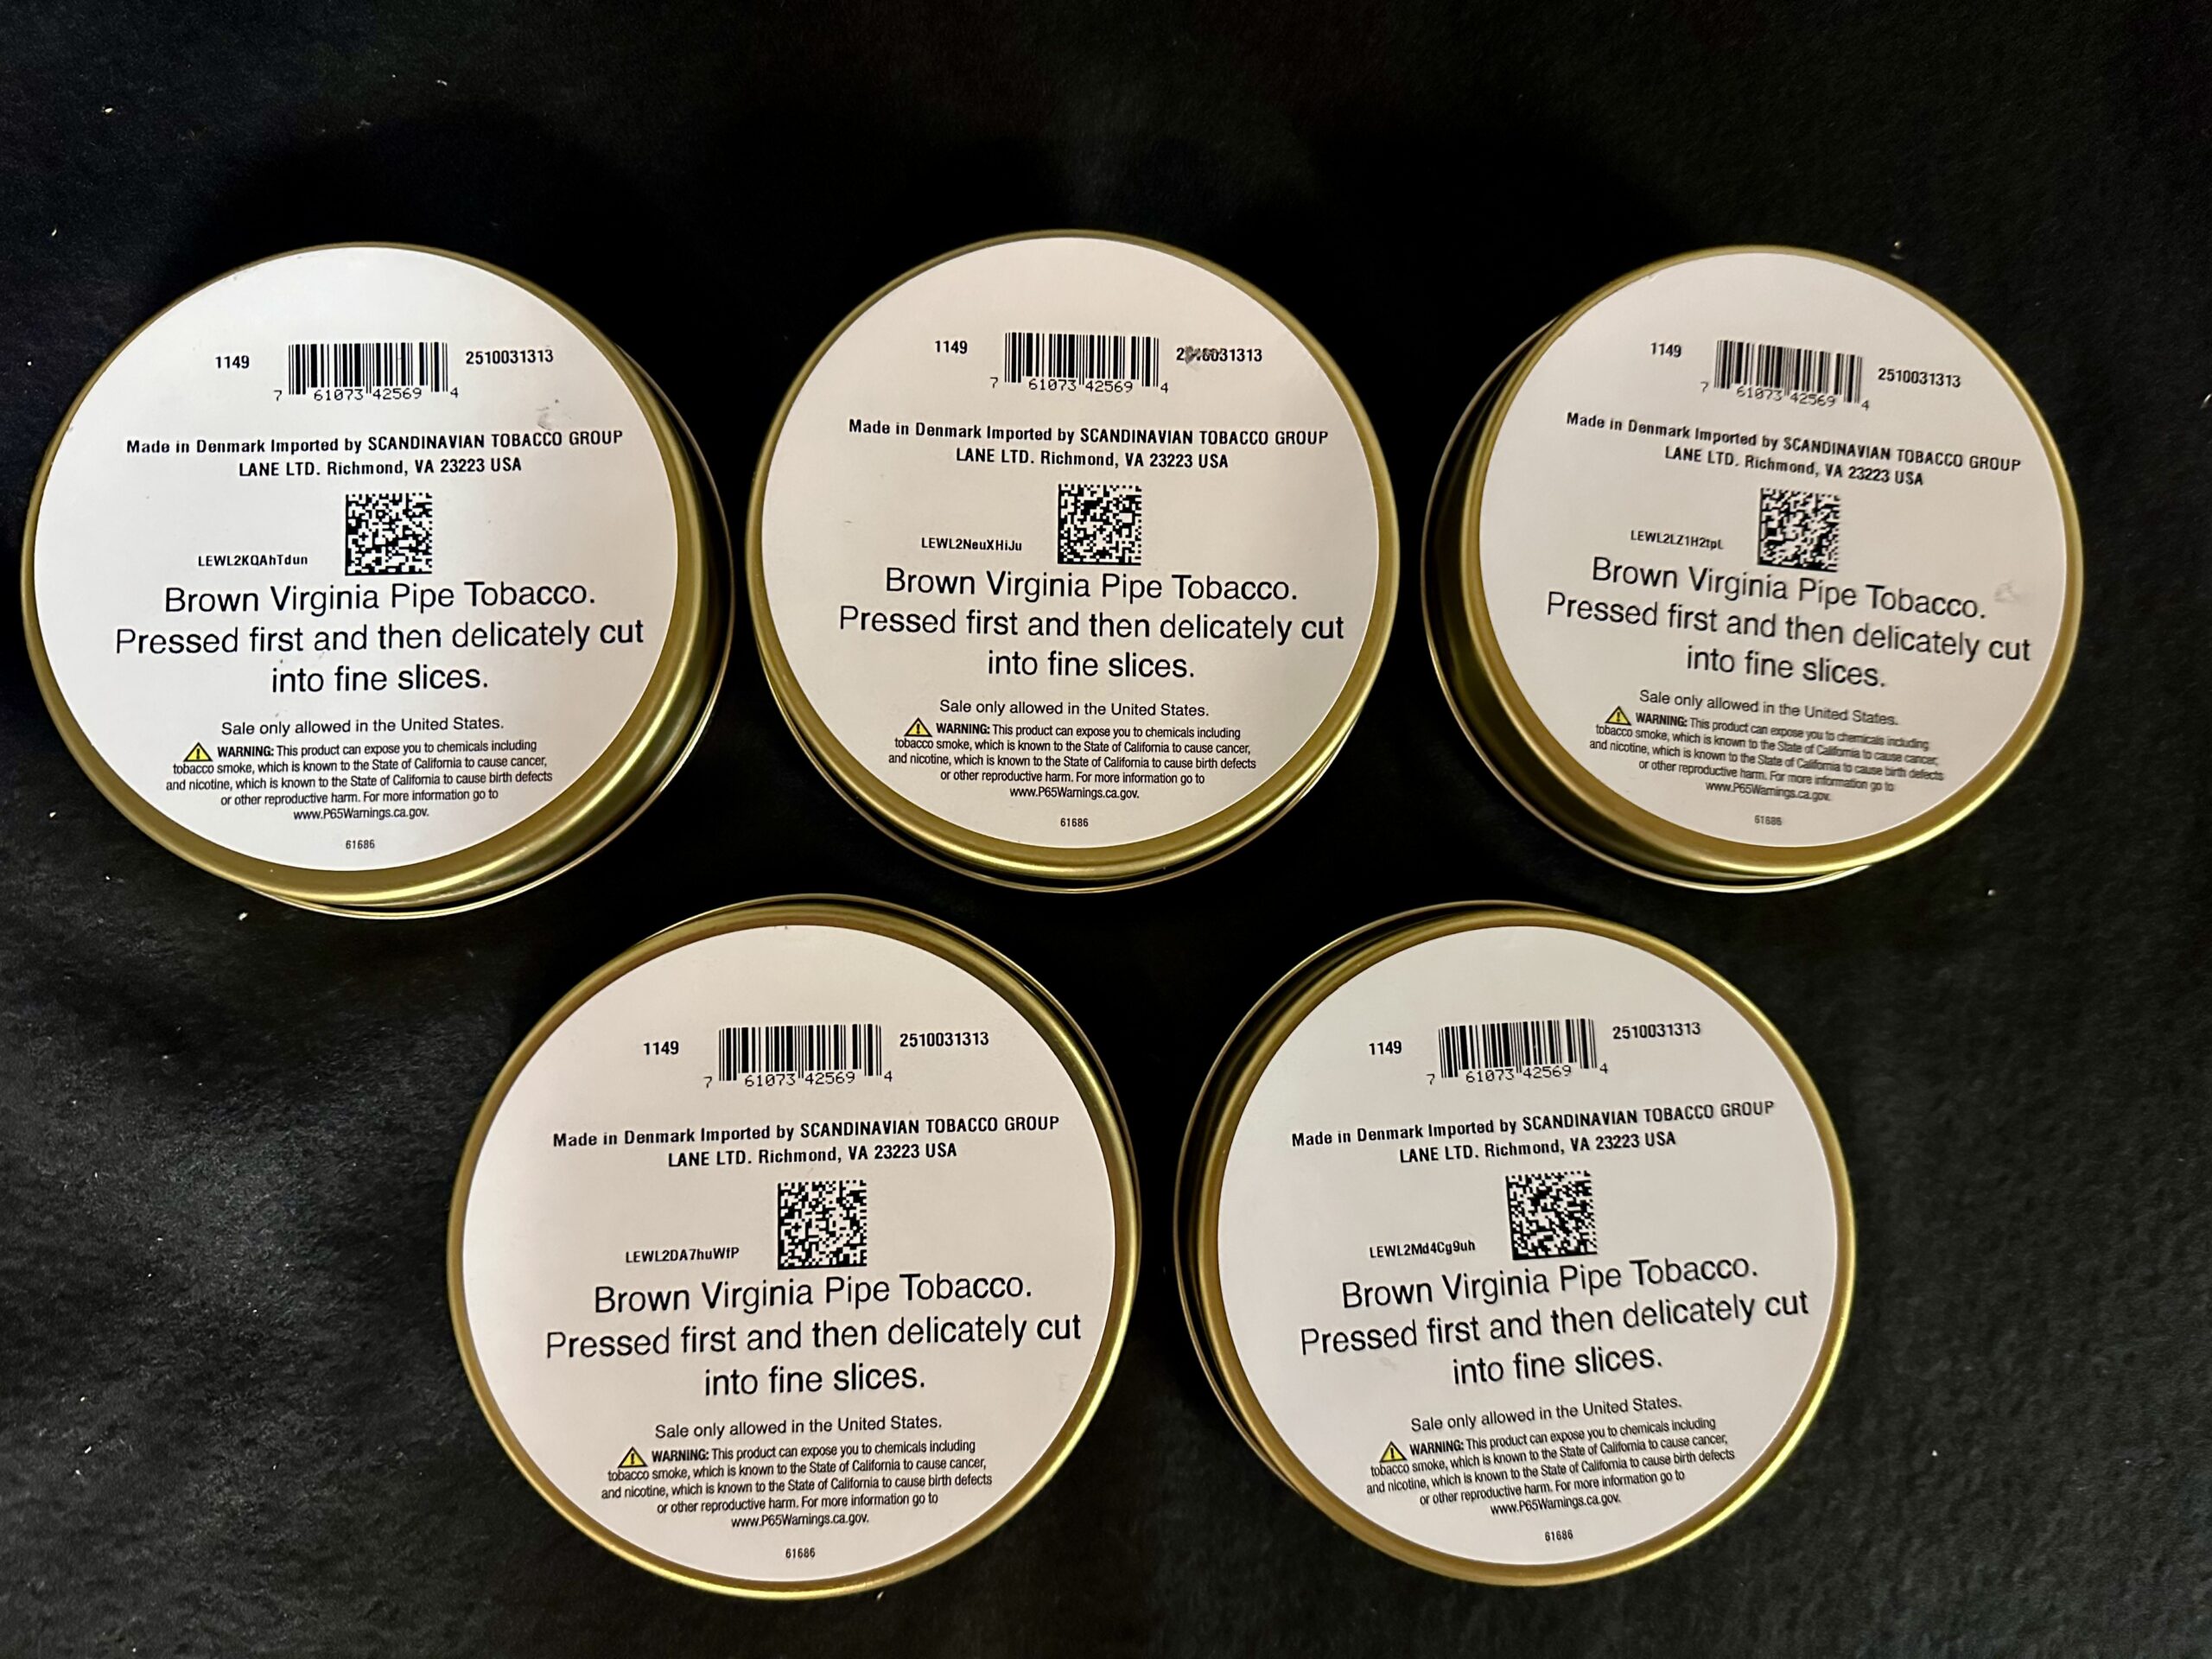 1149
7 61073 42569 4
2510031313
Made in Denmark Imported by SCANDINAVIAN TOBACCO GROUP
LANE LTD. Richmond, VA 23223 USA
LEWL2KQAhTdun
Brown Virginia Pipe Tobacco.
Pressed first and then delicately cut
into fine slices.
Sale only allowed in the United States.
WARNING: This product can expose you to chemicals including
tobacco smoke, which is known to the State of California to cause cancer,
and nicotine, which is known to the State of California to cause birth defects
or other reproductive harm. For more information go to
www.P65Warnings.ca.gov.
61686
1149
7 61073 42569 4
Made in Denmark Imported by SCANDINAVIAN TOBACCO GROUP
LANE LTD. Richmond, VA 23223 USA
LEWL2NeuXHiJu
Brown Virginia Pipe Tobacco.
Pressed first and then delicately cut
into fine slices.
Sale only allowed in the United States.
WARNING: This product can expose you to chemicals including
tobacco smoke, which is known to the State of California to cause cancer,
and nicotine, which is known to the State of California to cause birth defects
or other reproductive harm. For more information go to
www.P65Warnings.ca.gov.
61686
1149
7 61073 42569 4
2510031313
Made in Denmark Imported by SCANDINAVIAN TOBACCO GROUP
LANE LTD. Richmond, VA 23223 USA
LEWL2LZ1H2tpL
Brown Virginia Pipe Tobacco.
Pressed first and then delicately cut
into fine slices.
Sale only allowed in the United States.
WARNING: This product can expose you to chemicals including
tobacco smoke, which is known to the State of California to cause cancer,
and nicotine, which is known to the State of California to cause birth defects
or other reproductive harm. For more information go to
www.P65Warnings.ca.gov.
61686
1149
7 61073 42569 4
2510031313
Made in Denmark Imported by SCANDINAVIAN TOBACCO GROUP
LANE LTD. Richmond, VA 23223 USA
LEWL2DA7huWfP
Brown Virginia Pipe Tobacco.
Pressed first and then delicately cut
into fine slices.
Sale only allowed in the United States.
WARNING: This product can expose you to chemicals including
tobacco smoke, which is known to the State of California to cause cancer,
and nicotine, which is known to the State of California to cause birth defects
or other reproductive harm. For more information go to
www.P65Warnings.ca.gov.
61686
1149
7 61073 42569 4
2510031313
Made in Denmark Imported by SCANDINAVIAN TOBACCO GROUP
LANE LTD. Richmond, VA 23223 USA
LEWL2Md4Cg9uh
Brown Virginia Pipe Tobacco.
Pressed first and then delicately cut
into fine slices.
Sale only allowed in the United States.
WARNING: This product can expose you to chemicals including
tobacco smoke, which is known to the State of California to cause cancer,
and nicotine, which is known to the State of California to cause birth defects
or other reproductive harm. For more information go to
www.P65Warnings.ca.gov.
61686